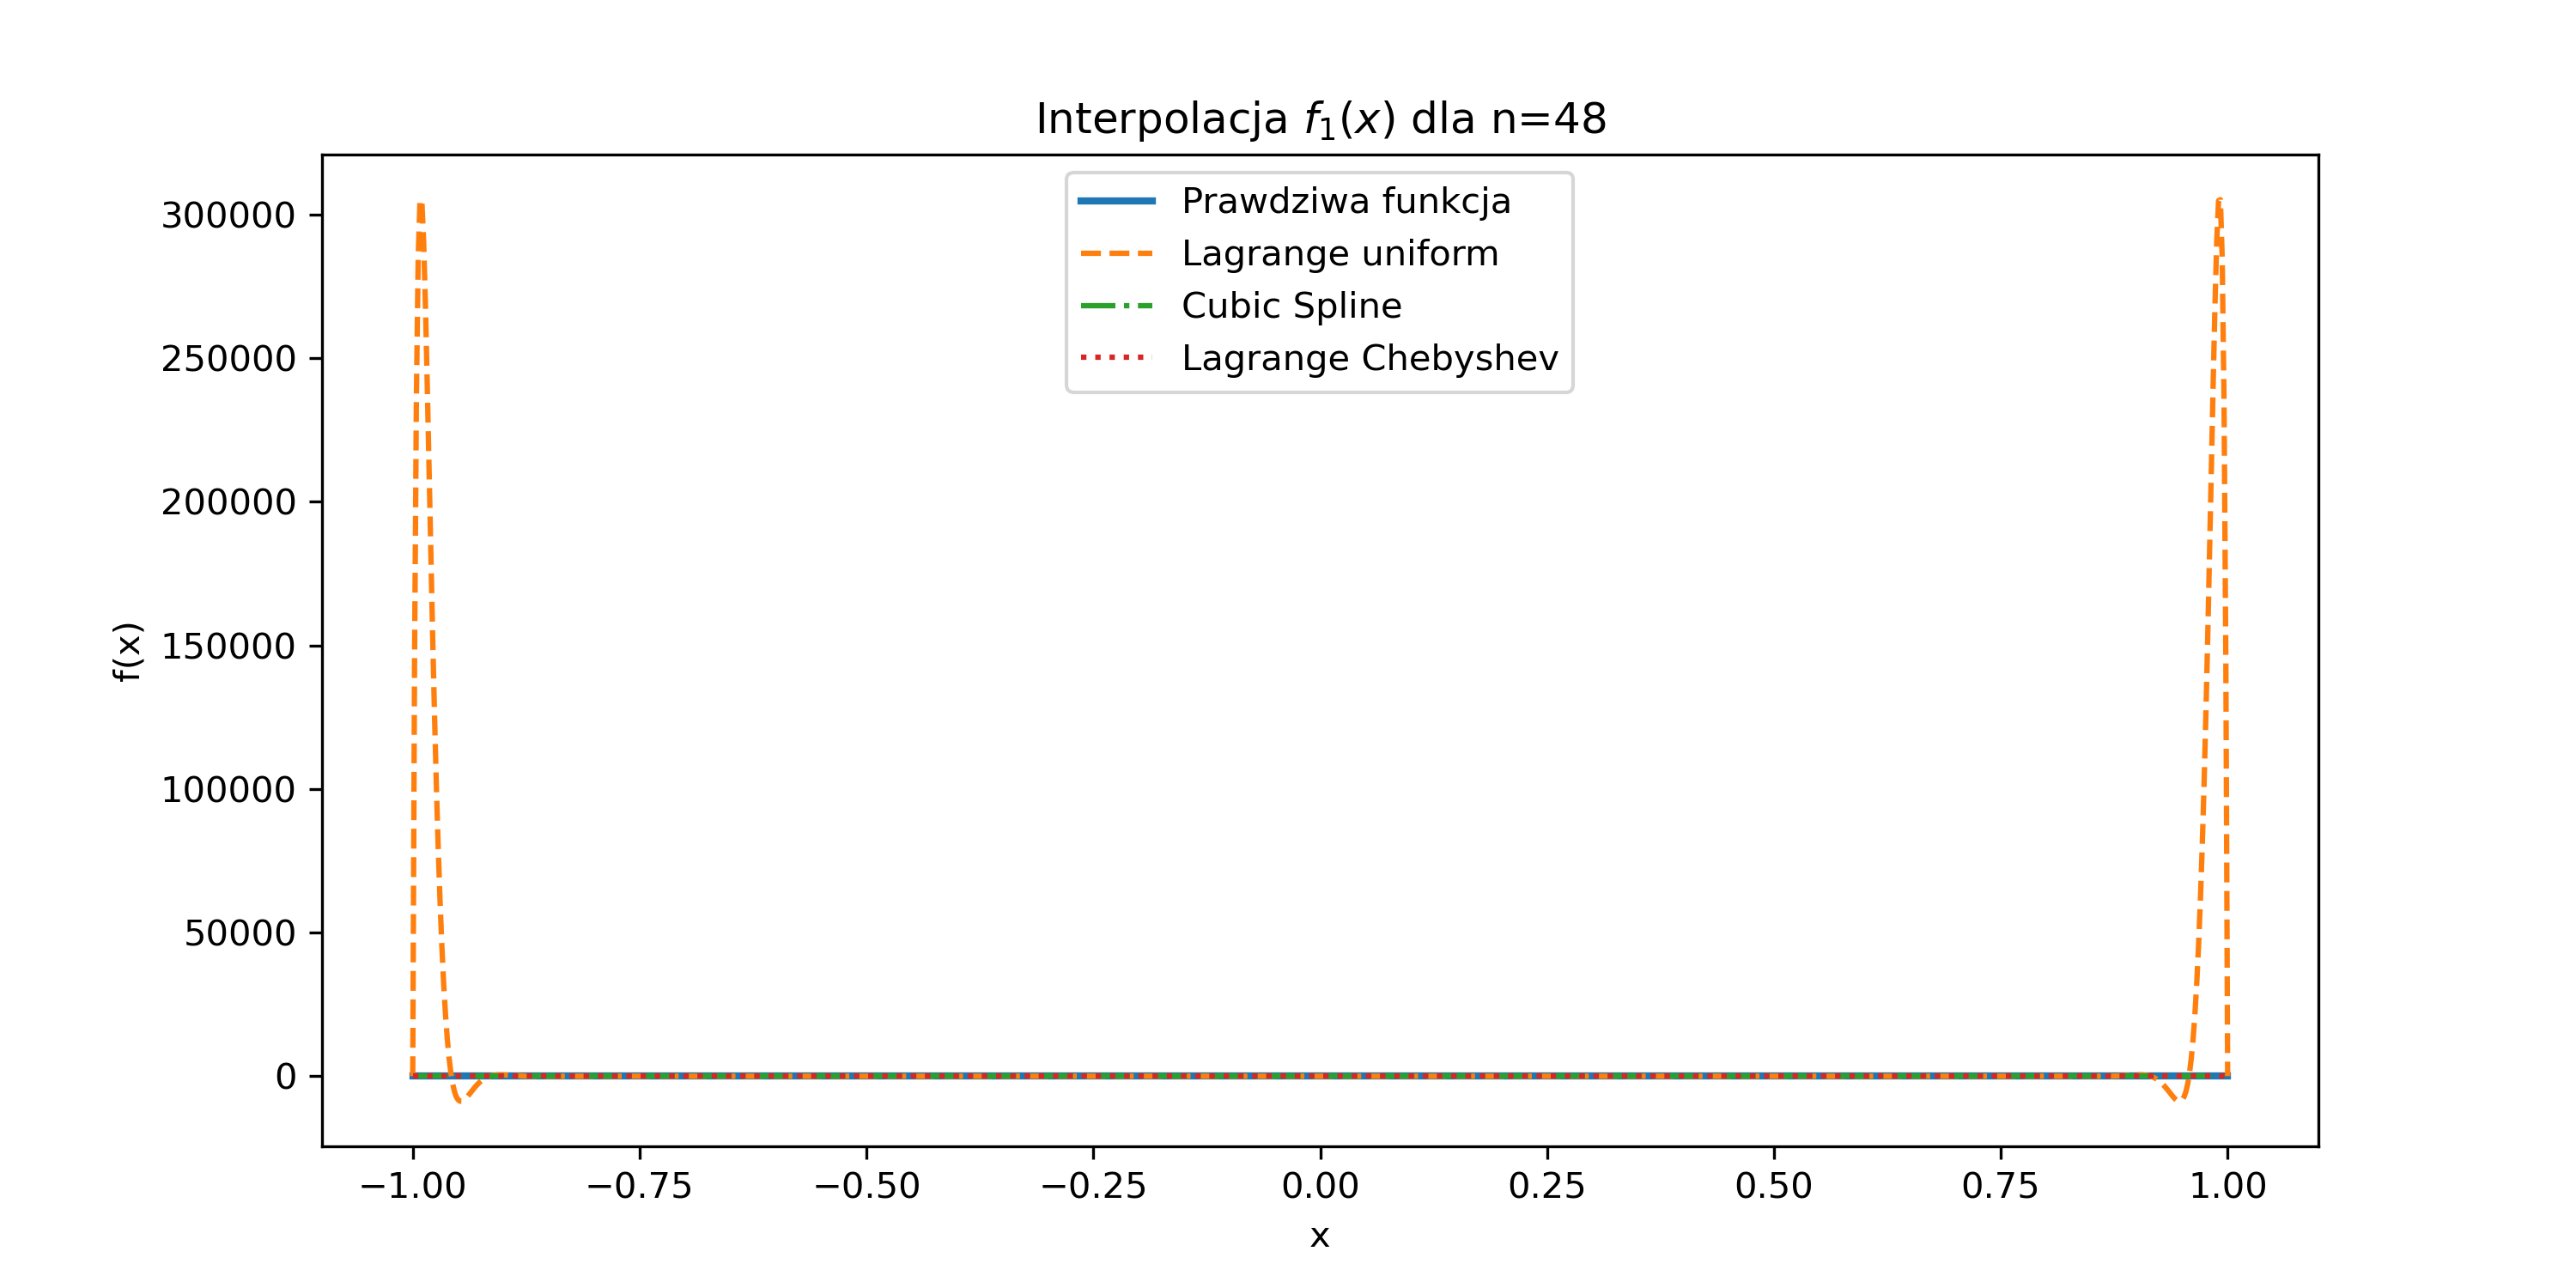 Interpolacja f₁(x) dla n=48
Prawdziwa funkcja
Lagrange uniform
Cubic Spline
Lagrange Chebyshev
300000
250000
200000
150000
100000
50000
0
f(x)
−1.00 −0.75 −0.50 −0.25 0.00 0.25 0.50 0.75 1.00
x